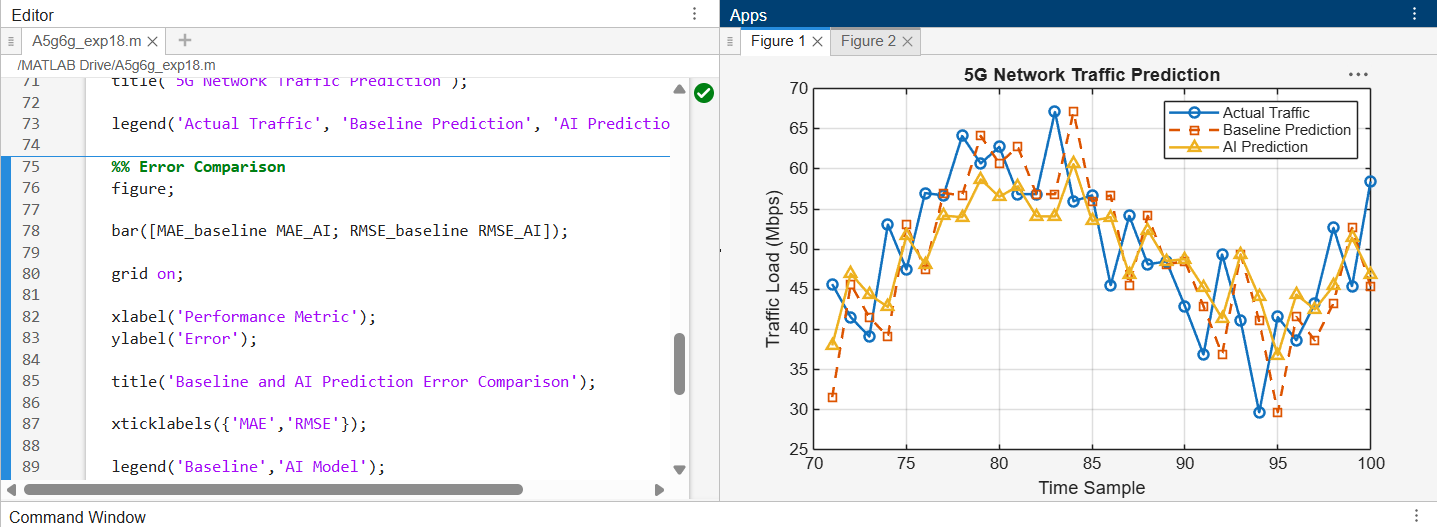 Editor
A5g6g_exp18.m
/MATLAB Drive/A5g6g_exp18.m
71 title('5G Network Traffic Prediction');
72
73 legend('Actual Traffic', 'Baseline Prediction', 'AI Predictio
74
75 %% Error Comparison
76 figure;
77
78 bar([MAE_baseline MAE_AI; RMSE_baseline RMSE_AI]);
79
80 grid on;
81
82 xlabel('Performance Metric');
83 ylabel('Error');
84
85 title('Baseline and AI Prediction Error Comparison');
86
87 xticklabels({'MAE','RMSE'});
88
89 legend('Baseline','AI Model');
Command Window
Apps
Figure 1
Figure 2
5G Network Traffic Prediction
Actual Traffic
Baseline Prediction
AI Prediction
Traffic Load (Mbps)
70
65
60
55
50
45
40
35
30
25
70 75 80 85 90 95 100
Time Sample